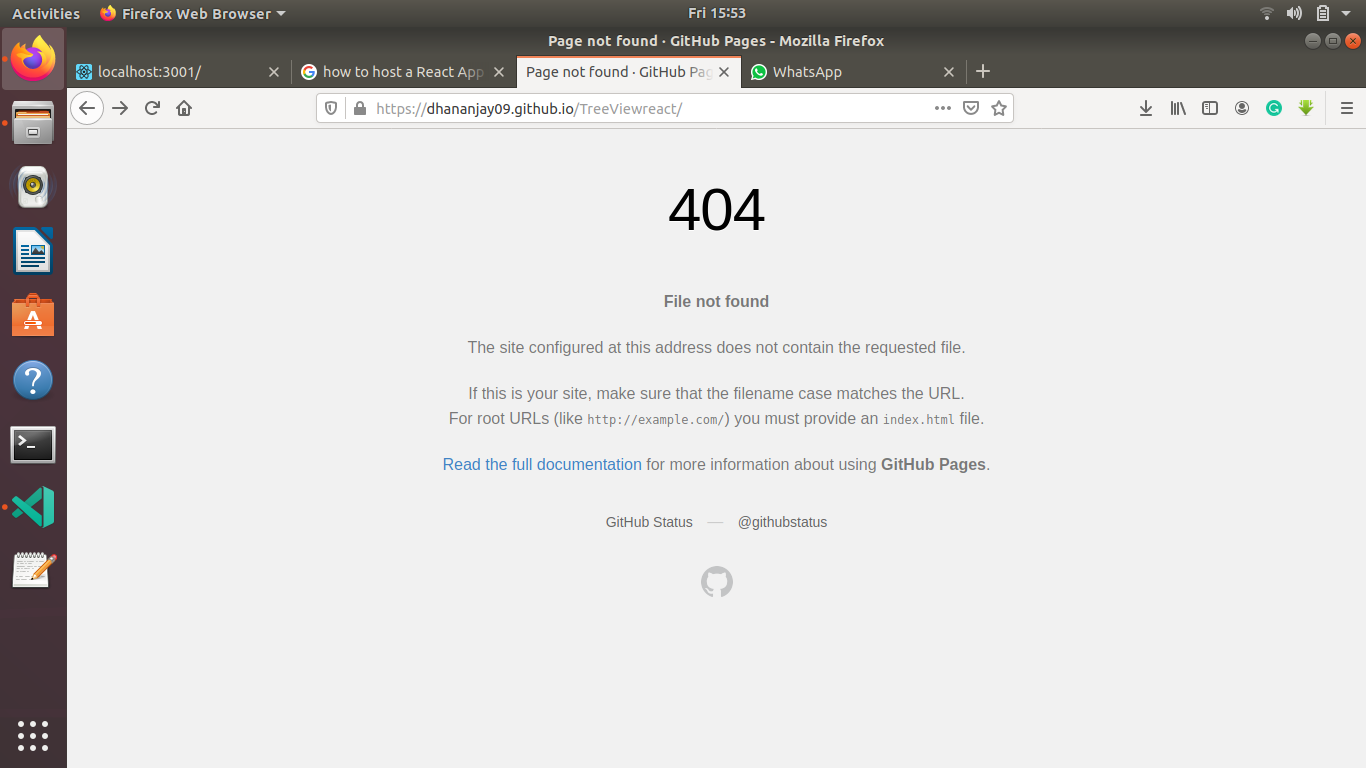 Activities
Firefox Web Browser
Fri 15:53
Page not found · GitHub Pages - Mozilla Firefox
localhost:3001/
how to host a React App
Page not found · GitHub Pag
WhatsApp
https://dhananjay09.github.io/TreeViewreact/
404
File not found
The site configured at this address does not contain the requested file.
If this is your site, make sure that the filename case matches the URL.
For root URLs (like http://example.com/) you must provide an index.html file.
Read the full documentation for more information about using GitHub Pages.
GitHub Status — @githubstatus